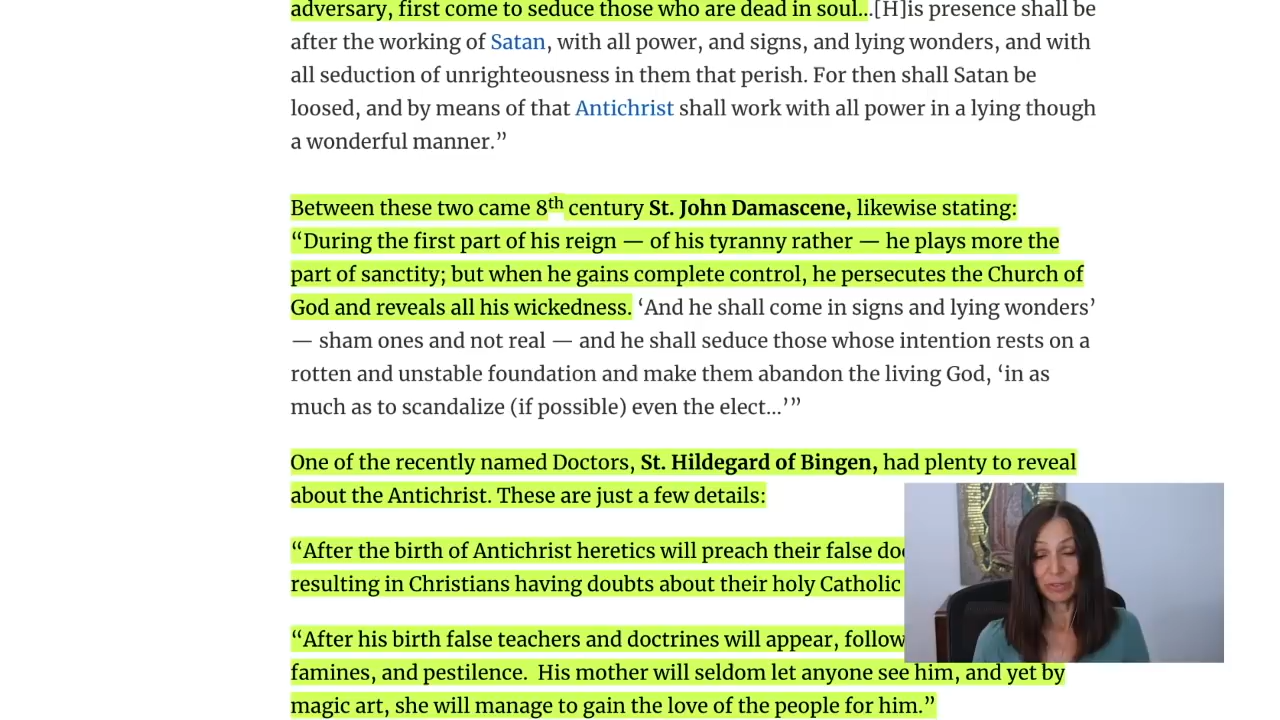 adversary, first come to seduce those who are dead in soul...[H]is presence shall be
after the working of Satan, with all power, and signs, and lying wonders, and with
all seduction of unrighteousness in them that perish. For then shall Satan be
loosed, and by means of that Antichrist shall work with all power in a lying though
a wonderful manner.”
Between these two came 8th century St. John Damascene, likewise stating:
“During the first part of his reign — of his tyranny rather — he plays more the
part of sanctity; but when he gains complete control, he persecutes the Church of
God and reveals all his wickedness. ‘And he shall come in signs and lying wonders’
— sham ones and not real — and he shall seduce those whose intention rests on a
rotten and unstable foundation and make them abandon the living God, ‘in as
much as to scandalize (if possible) even the elect…’”
One of the recently named Doctors, St. Hildegard of Bingen, had plenty to reveal
about the Antichrist. These are just a few details:
“After the birth of Antichrist heretics will preach their false
resulting in Christians having doubts about their holy Catholic
“After his birth false teachers and doctrines will appear,
famines, and pestilence. His mother will seldom let anyone see him, and yet by
magic art, she will manage to gain the love of the people for him.”